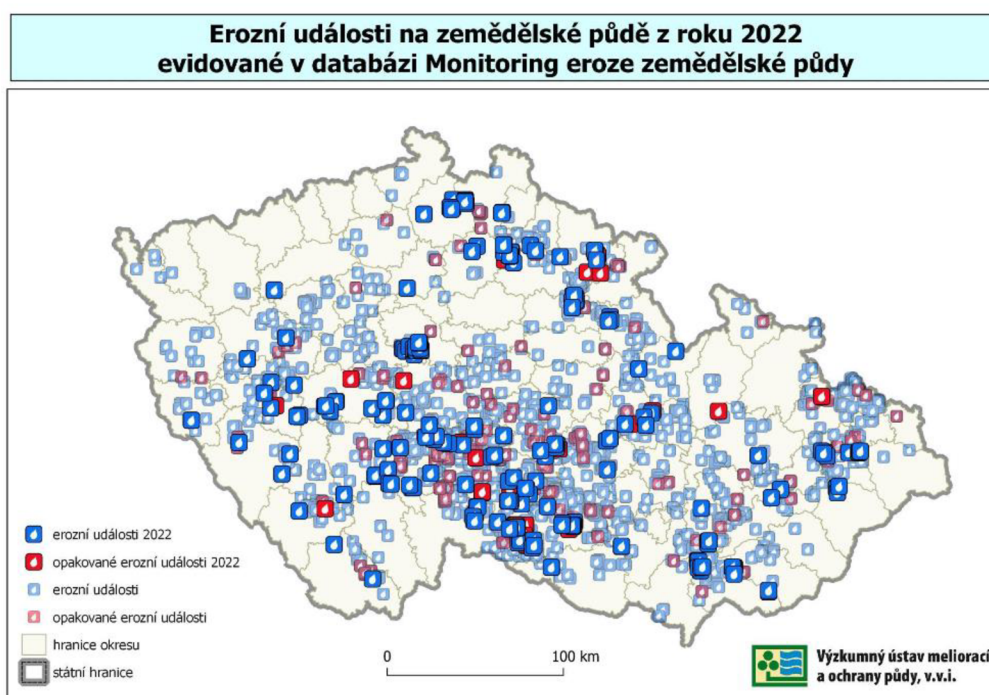 Erozní události na zemědělské půdě z roku 2022
evidované v databázi Monitoring eroze zemědělské půdy
erozní události 2022
opakované erozní události 2022
erozní události
opakované erozní události
hranice okresu
státní hranice
0 100 km
Výzkumný ústav meliorací
a ochrany půdy, v.v.i.